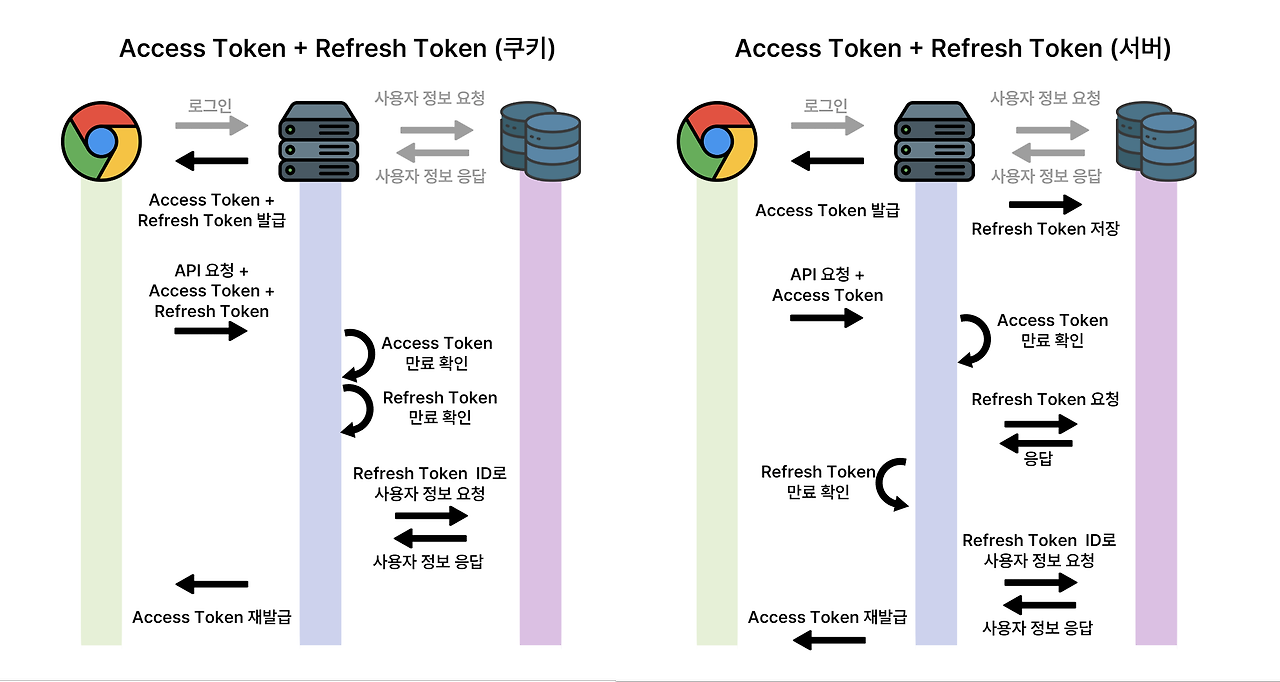 Access Token + Refresh Token (쿠키)
로그인
사용자 정보 요청
사용자 정보 응답
Access Token +
Refresh Token 발급
API 요청 +
Access Token +
Refresh Token
Access Token
만료 확인
Refresh Token
만료 확인
Refresh Token ID로
사용자 정보 요청
사용자 정보 응답
Access Token 재발급
Access Token + Refresh Token (서버)
로그인
사용자 정보 요청
사용자 정보 응답
Access Token 발급
Refresh Token 저장
API 요청 +
Access Token
Access Token
만료 확인
Refresh Token 요청
응답
Refresh Token
만료 확인
Refresh Token ID로
사용자 정보 요청
사용자 정보 응답
Access Token 재발급